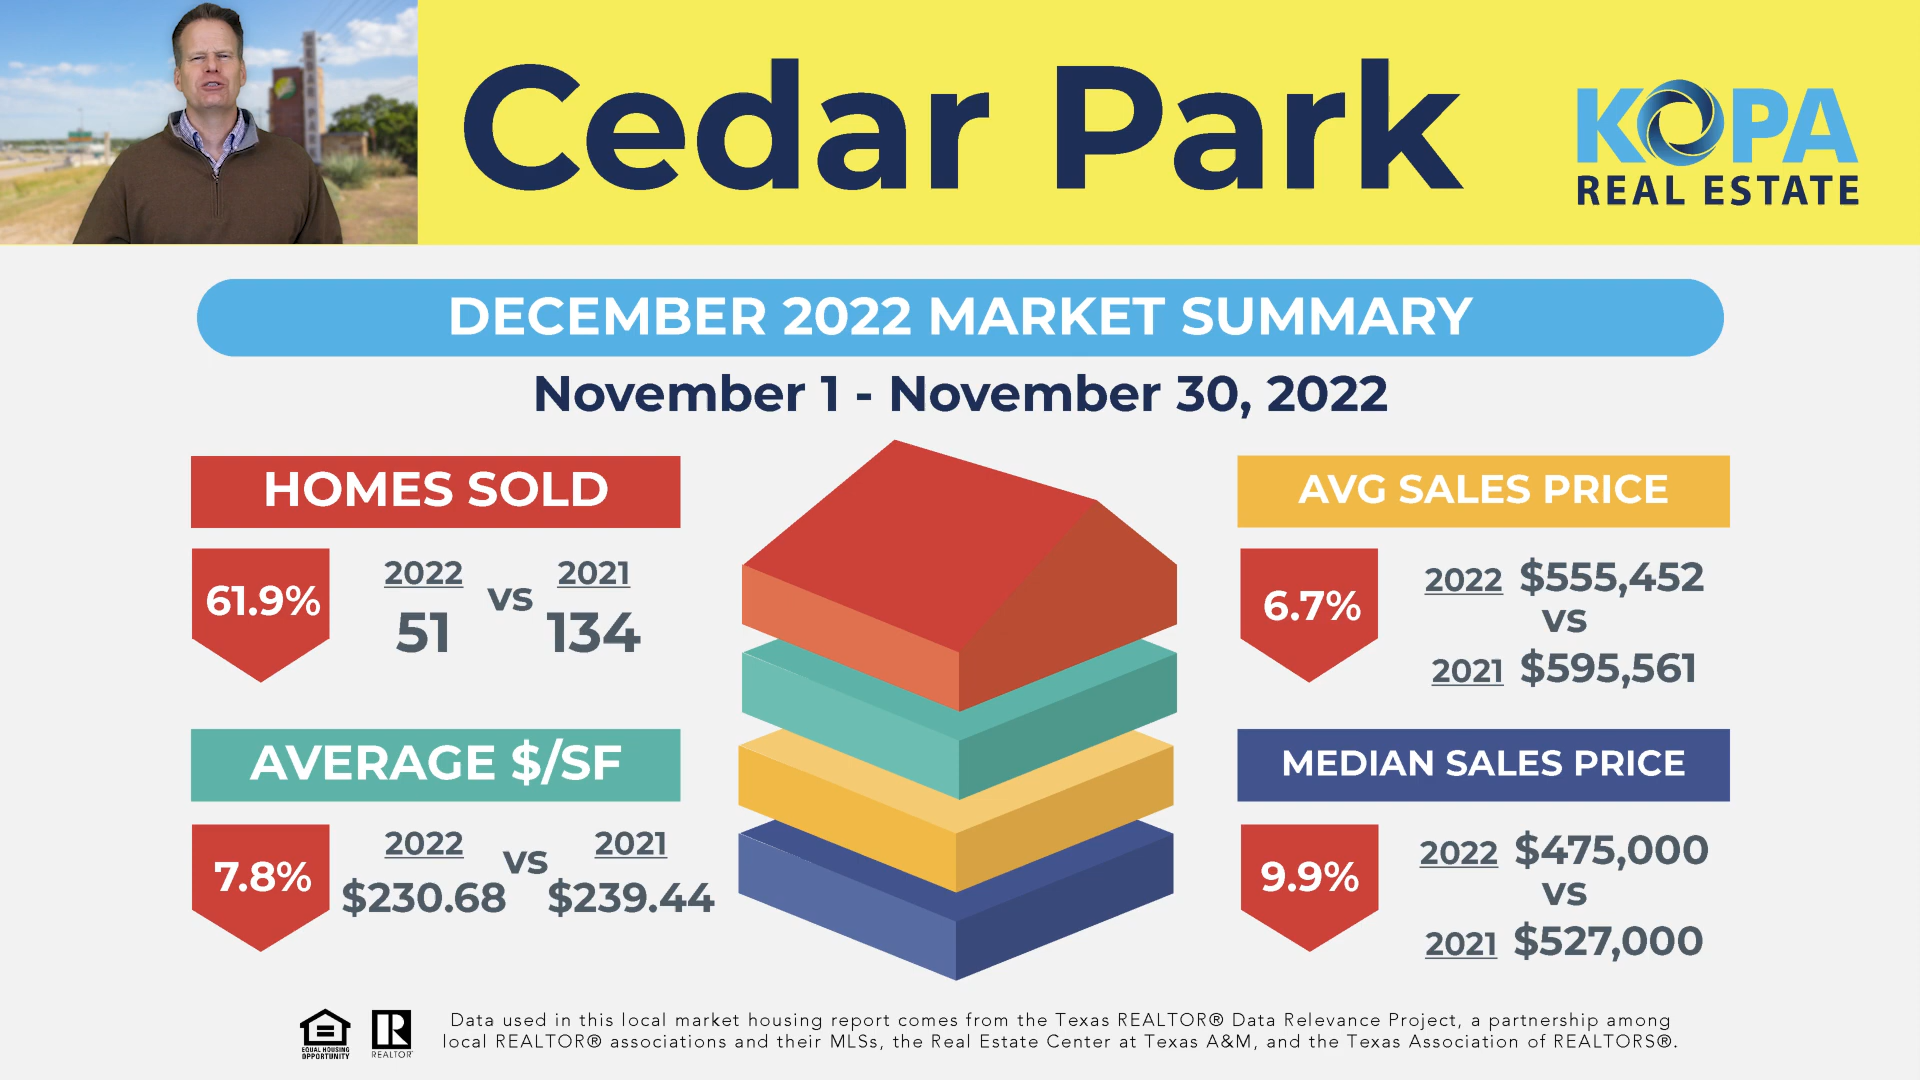 Cedar Park
KOPA
REAL ESTATE
DECEMBER 2022 MARKET SUMMARY
November 1 - November 30, 2022
HOMES SOLD
61.9%
2022 vs 2021
51 134
AVG SALES PRICE
6.7%
2022 $555,452
vs
2021 $595,561
AVERAGE $/SF
7.8%
2022 vs 2021
$230.68 $239.44
MEDIAN SALES PRICE
9.9%
2022 $475,000
vs
2021 $527,000
EQUAL HOUSING
OPPORTUNITY
R
REALTOR
Data used in this local market housing report comes from the Texas REALTOR® Data Relevance Project, a partnership among
local REALTOR® associations and their MLSs, the Real Estate Center at Texas A&M, and the Texas Association of REALTORS®.